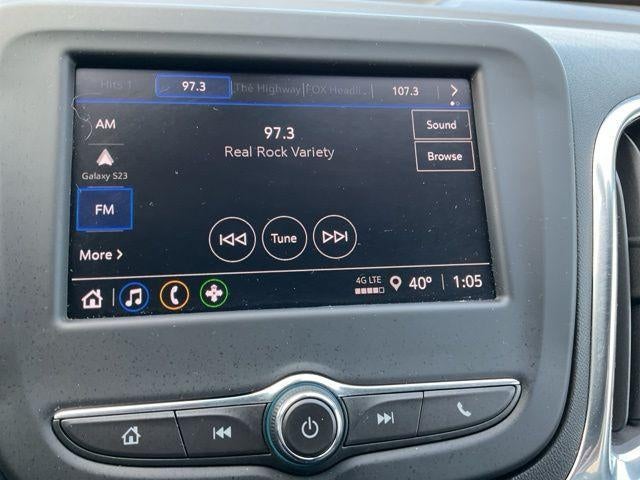 Hits 1 97.3 The Highway FOX Headli... 107.3
AM
97.3
Sound
Real Rock Variety
Browse
Galaxy S23
FM
Tune
More
4G LTE 40° 1:05